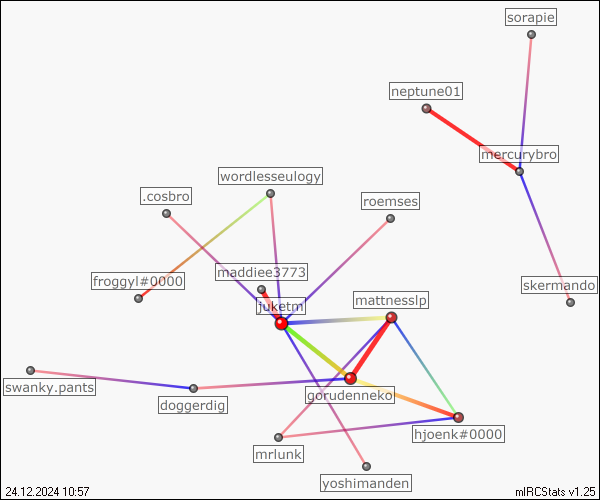 sorapie
neptune01
mercurybro
wordlesseulogy
.cosbro
roemses
maddiee3773
froggyl#0000
skermando
mattnesslp
juketm
swanky.pants
gorudenneko
doggerdig
hjoenk#0000
mrlunk
yoshimanden
24.12.2024 10:57
mIRCStats v1.25